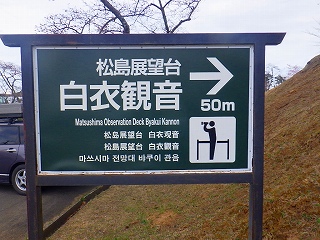 松島展望台
白衣観音
50m
Matsushima Observation Deck Byakui Kannon
松島展望台 白衣观音
松島展望台 白衣觀音
마쓰시마 전망대 바쿠이 관음